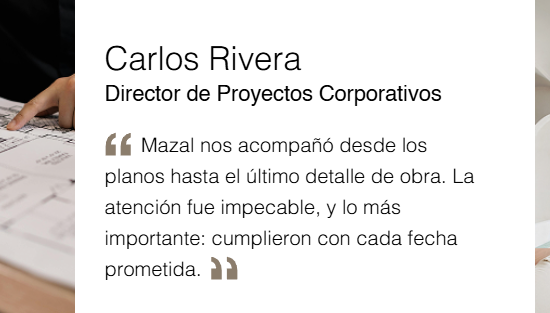 Carlos Rivera
Director de Proyectos Corporativos
“ Mazal nos acompañó desde los
planos hasta el último detalle de obra. La
atención fue impecable, y lo más
importante: cumplieron con cada fecha
prometida. ”